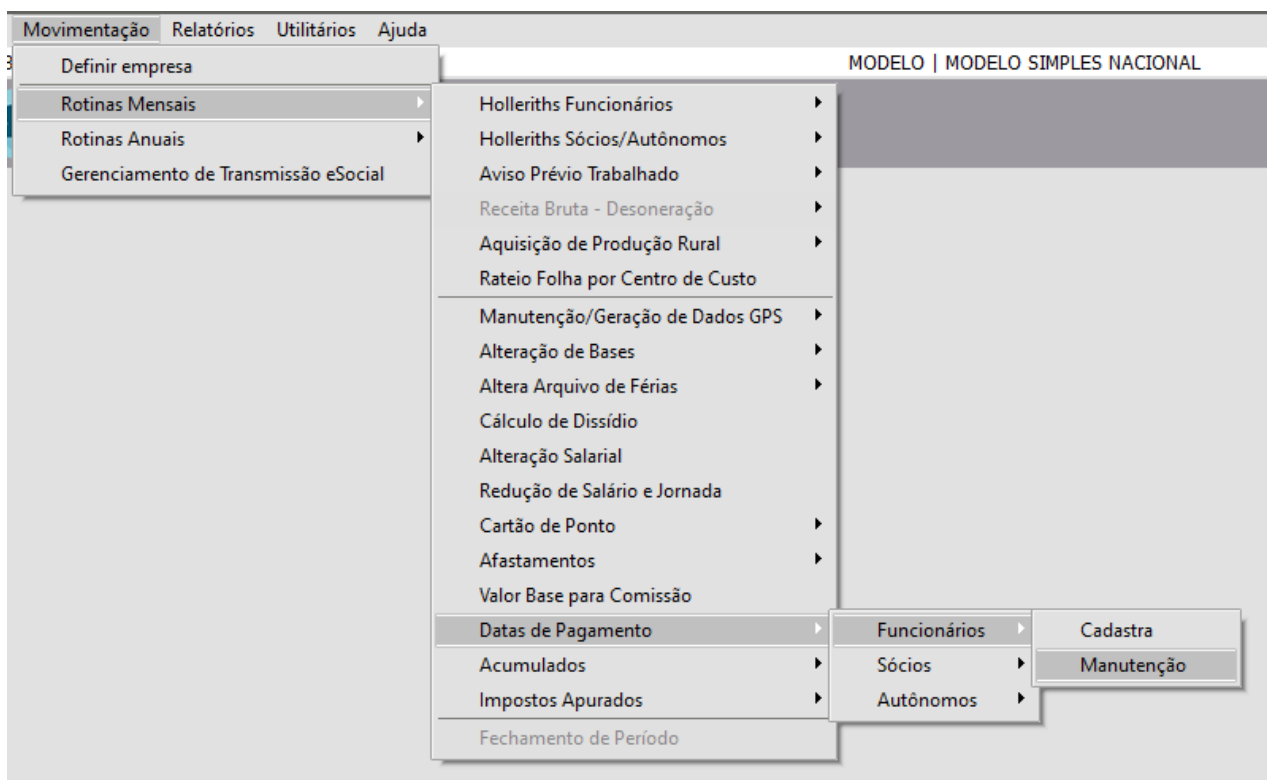 Movimentação Relatórios Utilitários Ajuda
MODELO | MODELO SIMPLES NACIONAL
Definir empresa
Rotinas Mensais
Rotinas Anuais
Gerenciamento de Transmissão eSocial
Holleriths Funcionários
Holleriths Sócios/Autônomos
Aviso Prévio Trabalhado
Receita Bruta - Desoneração
Aquisição de Produção Rural
Rateio Folha por Centro de Custo
Manutenção/Geração de Dados GPS
Alteração de Bases
Altera Arquivo de Férias
Cálculo de Dissídio
Alteração Salarial
Redução de Salário e Jornada
Cartão de Ponto
Afastamentos
Valor Base para Comissão
Datas de Pagamento
Acumulados
Impostos Apurados
Fechamento de Período
Funcionários
Sócios
Autônomos
Cadastra
Manutenção